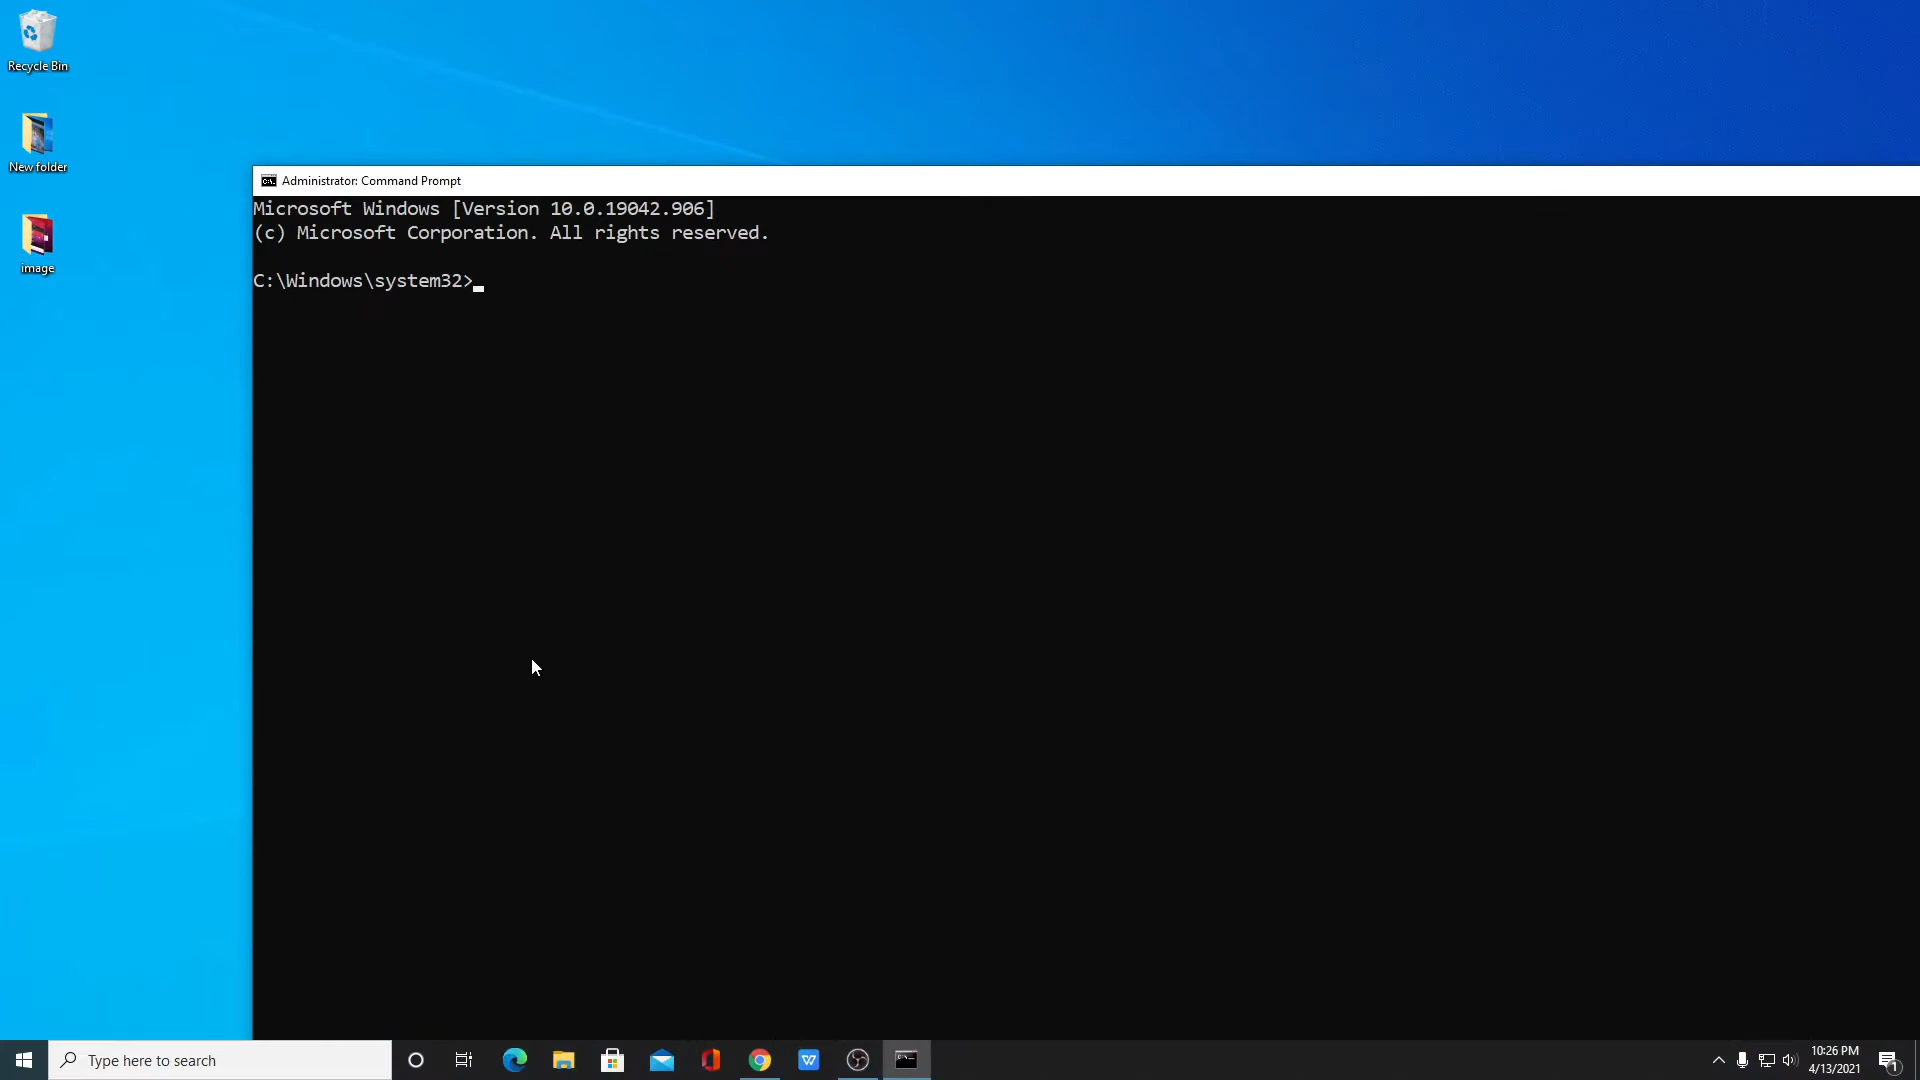 Recycle Bin
New folder
image
Administrator: Command Prompt
Microsoft Windows [Version 10.0.19042.906]
(c) Microsoft Corporation. All rights reserved.
C:\Windows\system32>
Type here to search
10:26 PM
4/13/2021
1